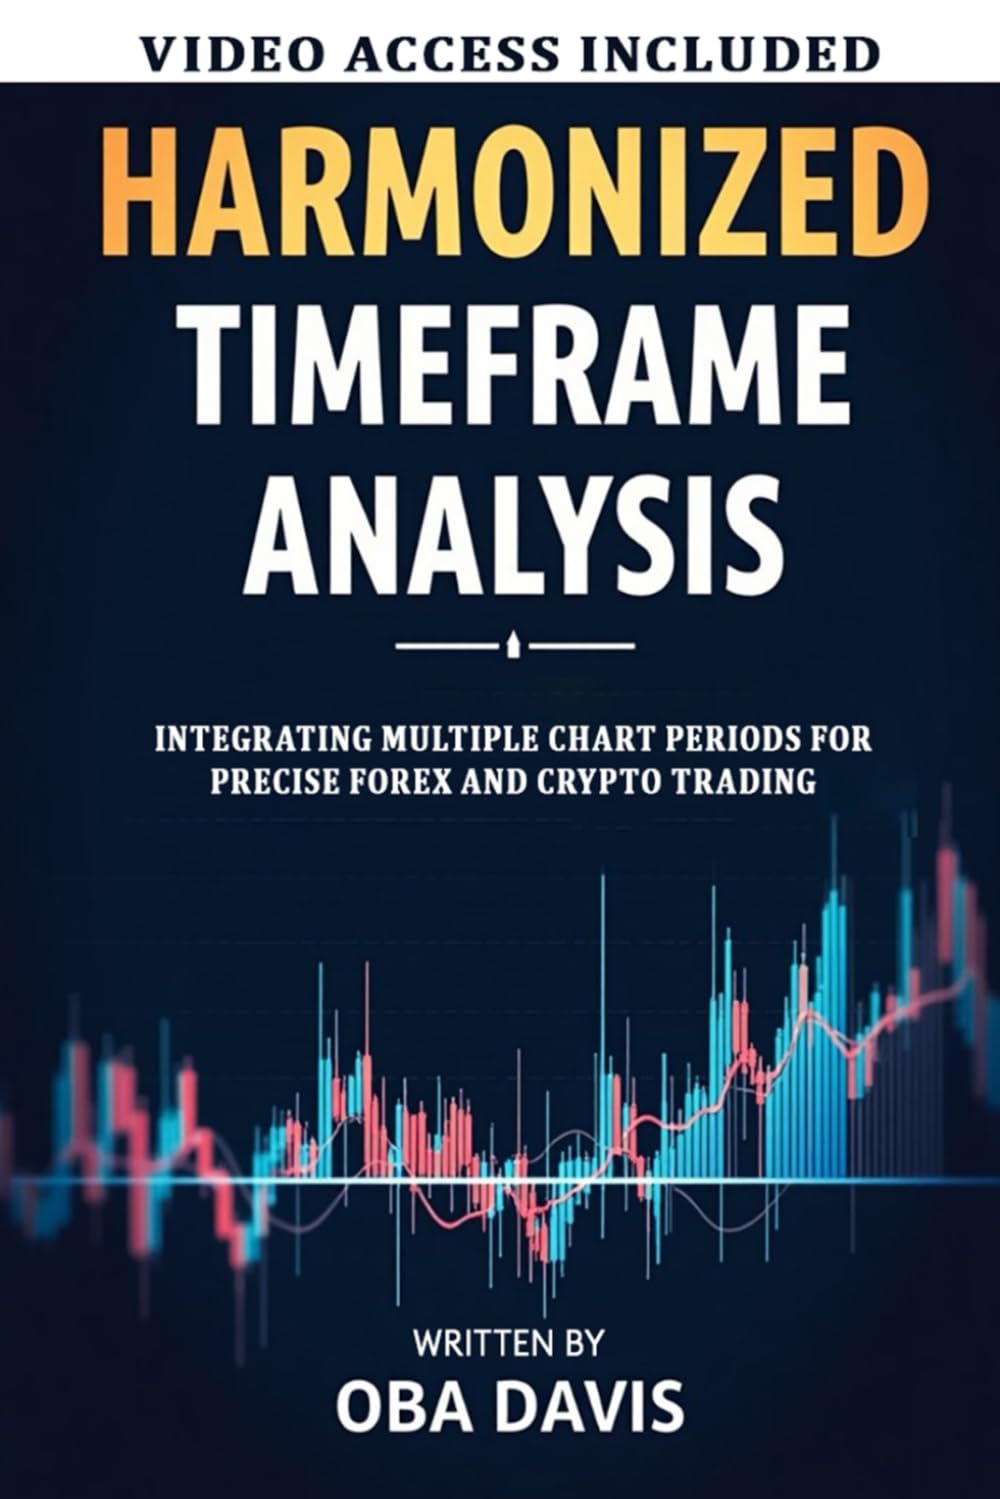 VIDEO ACCESS INCLUDED
HARMONIZED
TIMEFRAME
ANALYSIS
INTEGRATING MULTIPLE CHART PERIODS FOR
PRECISE FOREX AND CRYPTO TRADING
WRITTEN BY
OBA DAVIS